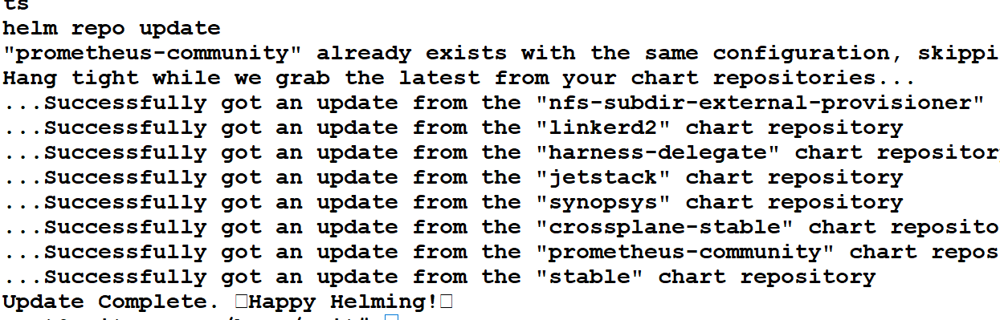 ts
helm repo update
"prometheus-community" already exists with the same configuration, skippi
Hang tight while we grab the latest from your chart repositories...
...Successfully got an update from the "nfs-subdir-external-provisioner"
...Successfully got an update from the "linkerd2" chart repository
...Successfully got an update from the "harness-delegate" chart repositor
...Successfully got an update from the "jetstack" chart repository
...Successfully got an update from the "synopsys" chart repository
...Successfully got an update from the "crossplane-stable" chart reposito
...Successfully got an update from the "prometheus-community" chart repos
...Successfully got an update from the "stable" chart repository
Update Complete. ⎕Happy Helming!⎕